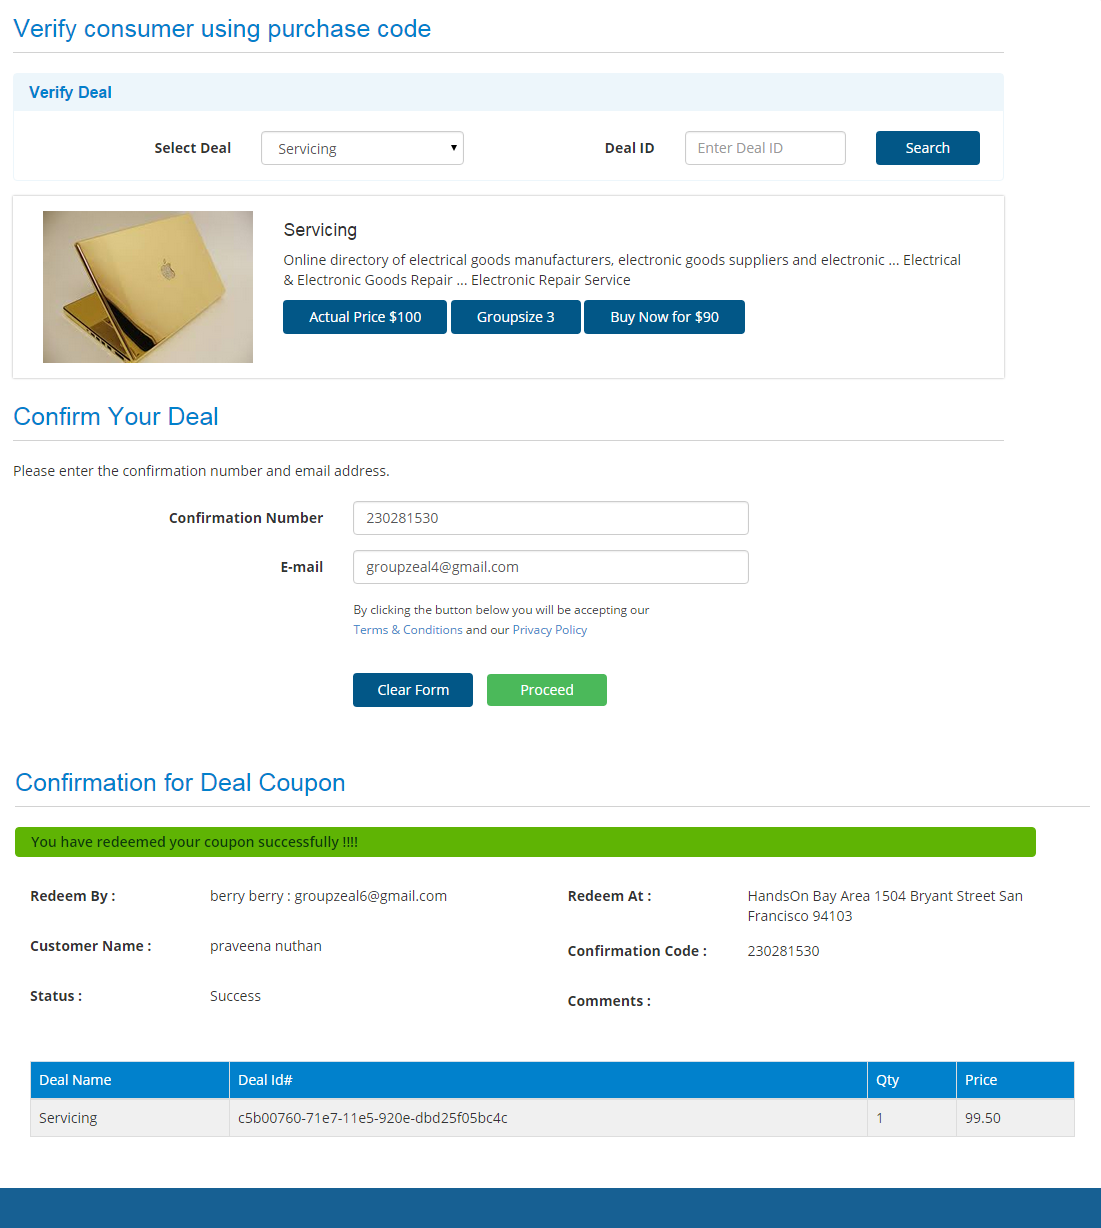 Verify consumer using purchase code
Verify Deal
Select Deal Servicing Deal ID Enter Deal ID Search
Servicing
Online directory of electrical goods manufacturers, electronic goods suppliers and electronic ... Electrical
& Electronic Goods Repair ... Electronic Repair Service
Actual Price $100 Groupsize 3 Buy Now for $90
Confirm Your Deal
Please enter the confirmation number and email address.
Confirmation Number 230281530
E-mail groupzeal4@gmail.com
By clicking the button below you will be accepting our
Terms & Conditions and our Privacy Policy
Clear Form Proceed
Confirmation for Deal Coupon
You have redeemed your coupon successfully !!!!
Redeem By : berry berry : groupzeal6@gmail.com
Redeem At : HandsOn Bay Area 1504 Bryant Street San
Francisco 94103
Customer Name : praveena nuthan
Confirmation Code : 230281530
Status : Success
Comments :
Deal Name Deal Id# Qty Price
Servicing c5b00760-71e7-11e5-920e-dbd25f05bc4c 1 99.50